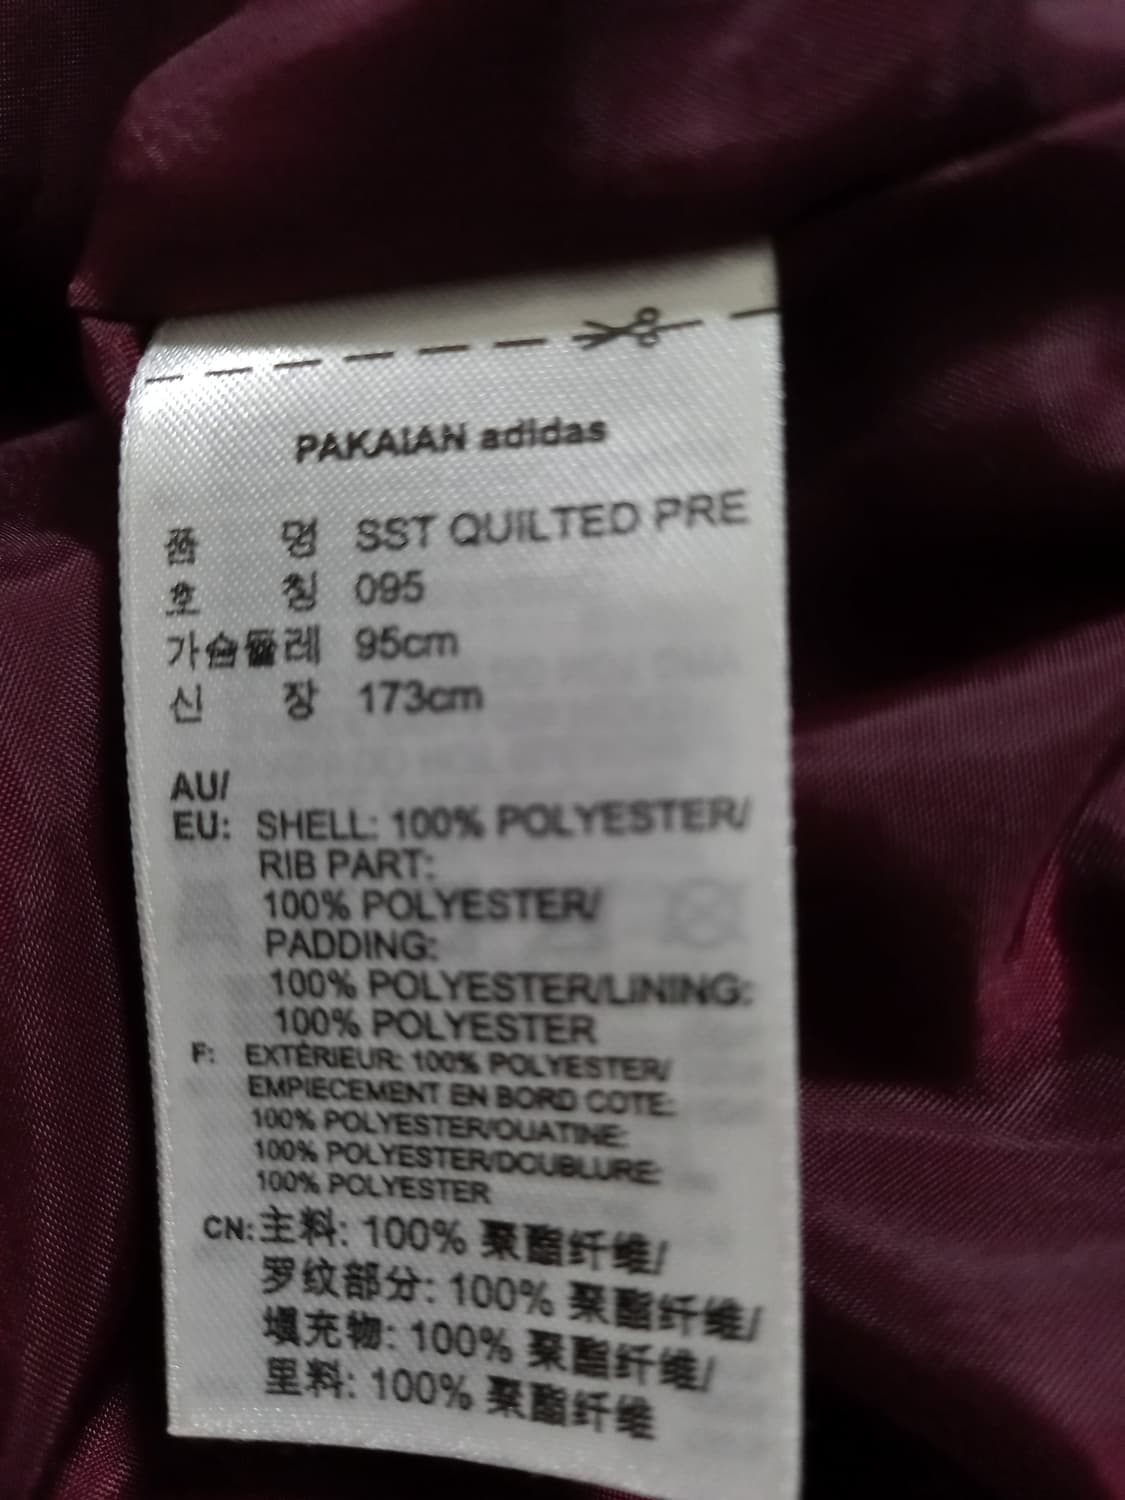 PAKAIAN adidas
품 명 SST QUILTED PRE
호 칭 095
가슴둘레 95cm
신 장 173cm
AU/
EU: SHELL: 100% POLYESTER/
RIB PART:
100% POLYESTER/
PADDING:
100% POLYESTER/LINING:
100% POLYESTER
F: EXTÉRIEUR: 100% POLYESTER/
EMPIECEMENT EN BORD COTE:
100% POLYESTER/OUATINE:
100% POLYESTER/DOUBLURE:
100% POLYESTER
CN:主料: 100% 聚酯纤维/
罗纹部分: 100% 聚酯纤维/
填充物: 100% 聚酯纤维/
里料: 100% 聚酯纤维